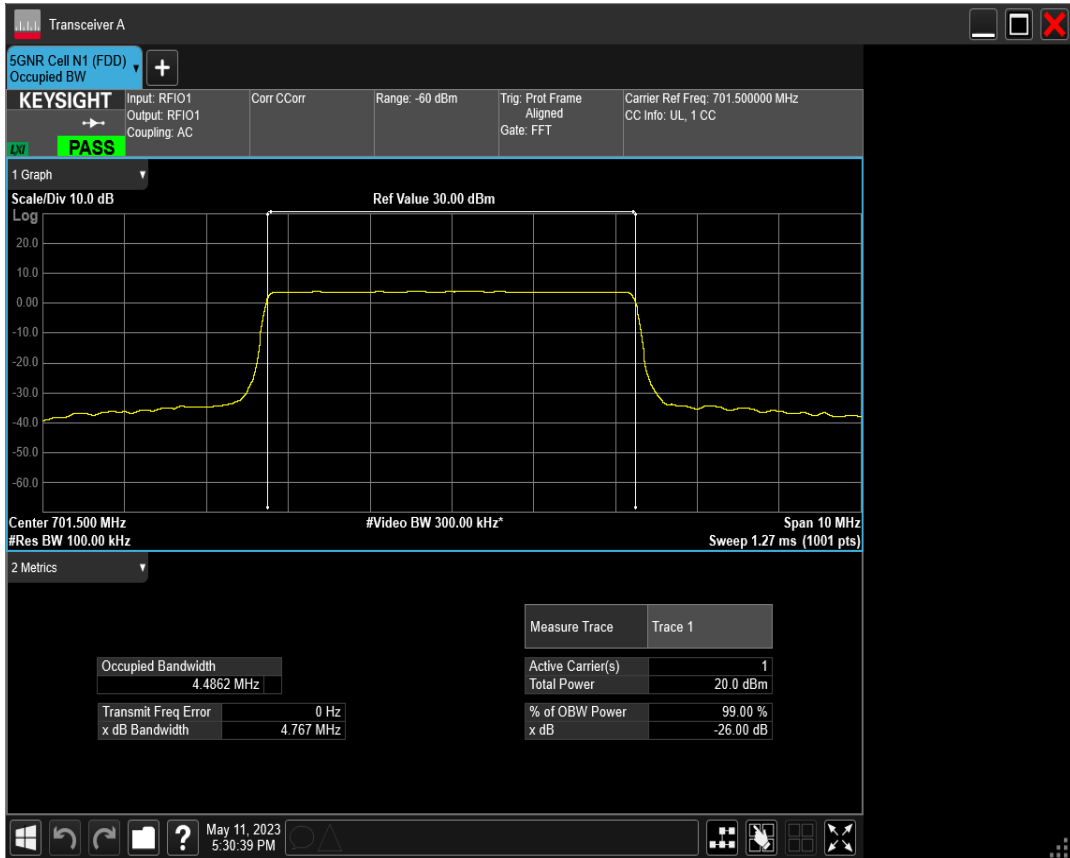 Transceiver A
5GNR Cell N1 (FDD)
Occupied BW
+
KEYSIGHT
LXI
PASS
Input: RFIO1
Output: RFIO1
Coupling: AC
Corr CCorr
Range: -60 dBm
Trig: Prot Frame
Aligned
Gate: FFT
Carrier Ref Freq: 701.500000 MHz
CC Info: UL, 1 CC
1 Graph
Scale/Div 10.0 dB
Ref Value 30.00 dBm
Log
20.0
10.0
0.00
-10.0
-20.0
-30.0
-40.0
-50.0
-60.0
Center 701.500 MHz
#Video BW 300.00 kHz*
Span 10 MHz
#Res BW 100.00 kHz
Sweep 1.27 ms (1001 pts)
2 Metrics
Measure Trace Trace 1
Occupied Bandwidth
4.4862 MHz
Active Carrier(s) 1
Total Power 20.0 dBm
Transmit Freq Error 0 Hz
x dB Bandwidth 4.767 MHz
% of OBW Power 99.00 %
x dB -26.00 dB
?
May 11, 2023
5:30:39 PM